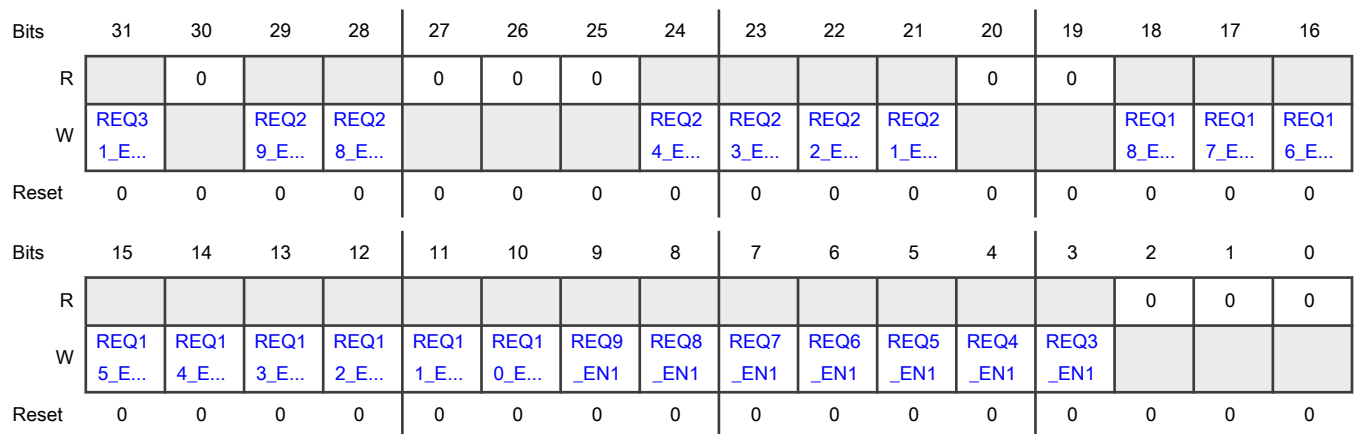 Bits 31 30 29 28 27 26 25 24 23 22 21 20 19 18 17 16
R 0 0 0 0 0 0
W REQ3 REQ2 REQ2 REQ2 REQ2 REQ2 REQ2 REQ1 REQ1 REQ1
1_E... 9_E... 8_E... 4_E... 3_E... 2_E... 1_E... 8_E... 7_E... 6_E...
Reset 0 0 0 0 0 0 0 0 0 0 0 0 0 0 0 0
Bits 15 14 13 12 11 10 9 8 7 6 5 4 3 2 1 0
R 0 0 0
W REQ1 REQ1 REQ1 REQ1 REQ1 REQ1 REQ9 REQ8 REQ7 REQ6 REQ5 REQ4 REQ3
5_E... 4_E... 3_E... 2_E... 1_E... 0_E... _EN1 _EN1 _EN1 _EN1 _EN1 _EN1 _EN1
Reset 0 0 0 0 0 0 0 0 0 0 0 0 0 0 0 0